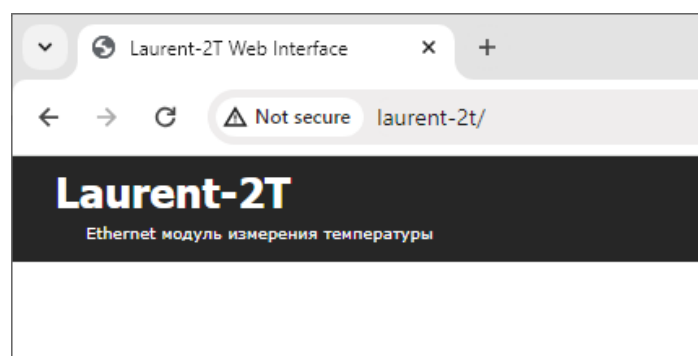 Laurent-2T Web Interface
Not secure laurent-2t/
Laurent-2T
Ethernet модуль измерения температуры